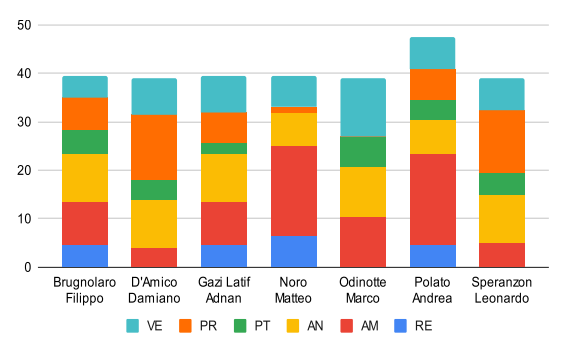 50
40
30
20
10
0
Brugnolaro Filippo
D'Amico Damiano
Gazi Latif Adnan
Noro Matteo
Odinotte Marco
Polato Andrea
Speranzon Leonardo
VE PR PT AN AM RE